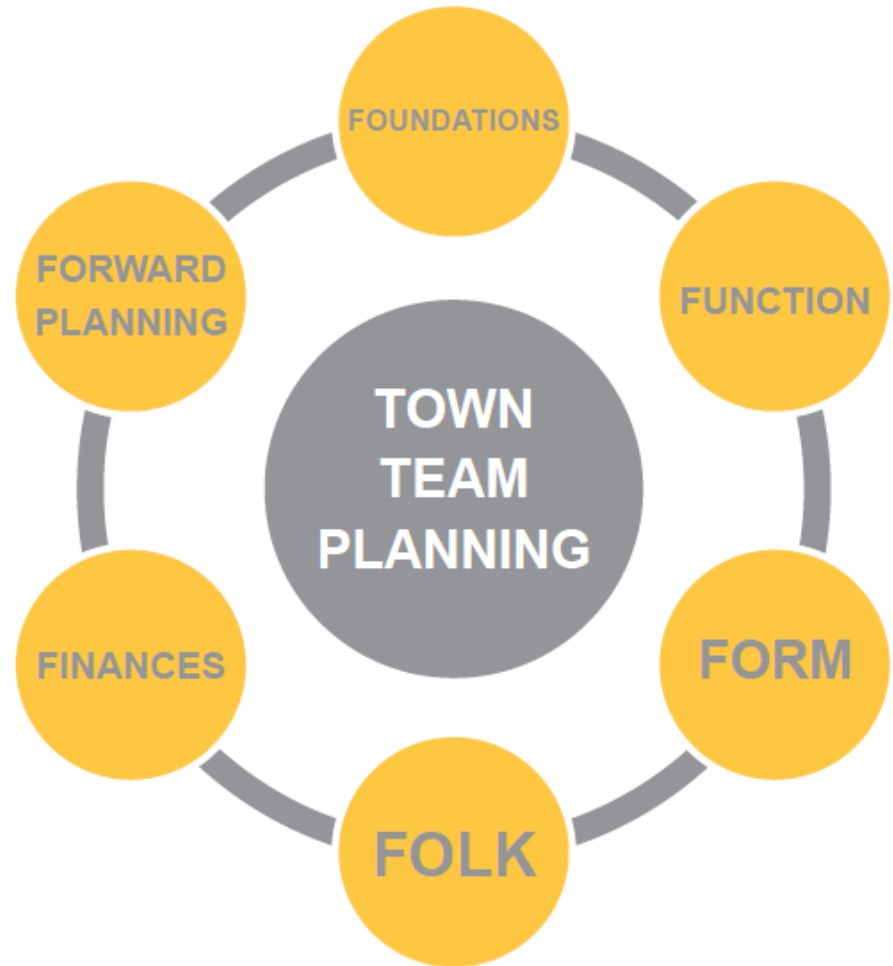 FOUNDATIONS
FORWARD
PLANNING
FUNCTION
TOWN
TEAM
PLANNING
FINANCES
FORM
FOLK